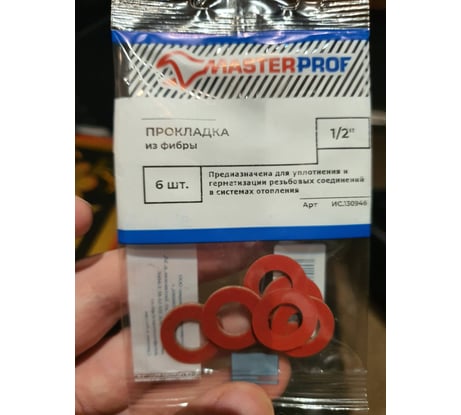 MASTERPROF
ПРОКЛАДКА
из фибры
1/2"
6 шт.
Предназначена для уплотнения и
герметизации резьбовых соединений
в системах отопления
Арт ИС.130946